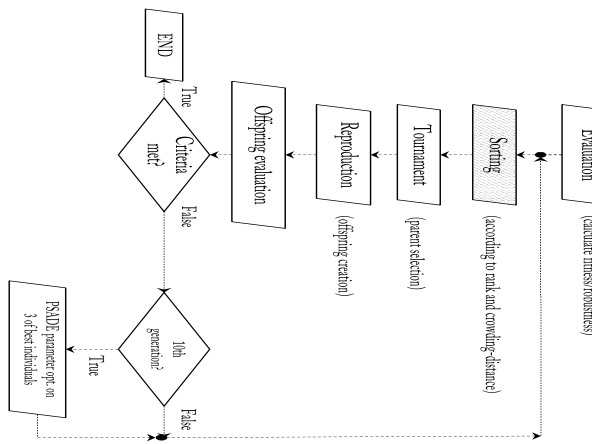 Evaluation
(calculate fitness/robustness)
Sorting
(according to rank and crowding-distance)
Tournament
(parent selection)
Reproduction
(offspring creation)
Offspring evaluation
Criteria
met?
True
END
False
10th
generation?
True
False
PSADE parameter opt. on
3 of best individuals